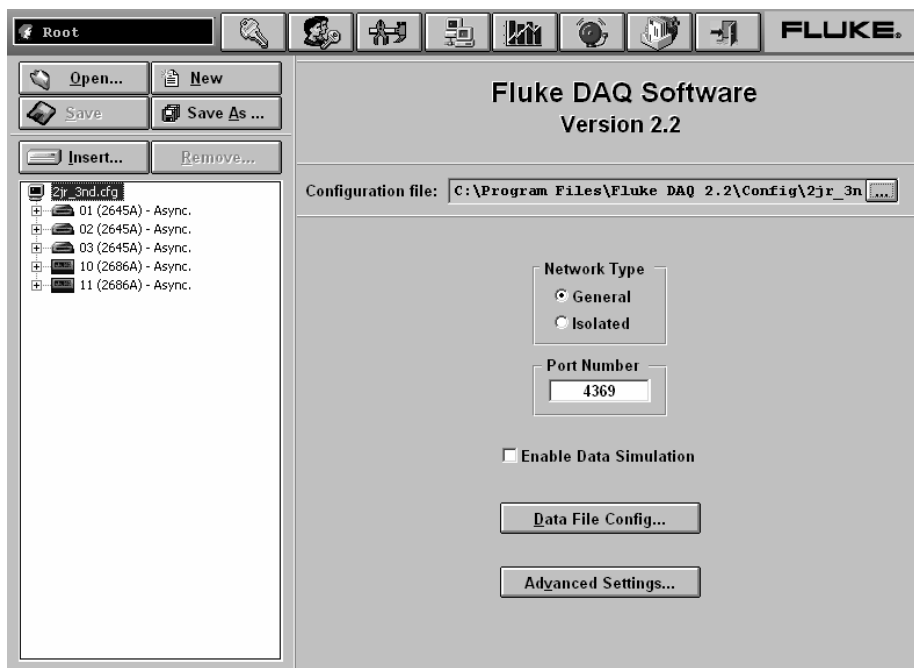 Root
FLUKE®
Open...
New
Save
Save As ...
Insert...
Remove...
2jr_3nd.cfg
01 (2645A) - Async.
02 (2645A) - Async.
03 (2645A) - Async.
10 (2686A) - Async.
11 (2686A) - Async.
Fluke DAQ Software
Version 2.2
Configuration file: C:\Program Files\Fluke DAQ 2.2\Config\2jr_3n ...
Network Type
General
Isolated
Port Number
4369
Enable Data Simulation
Data File Config...
Advanced Settings...